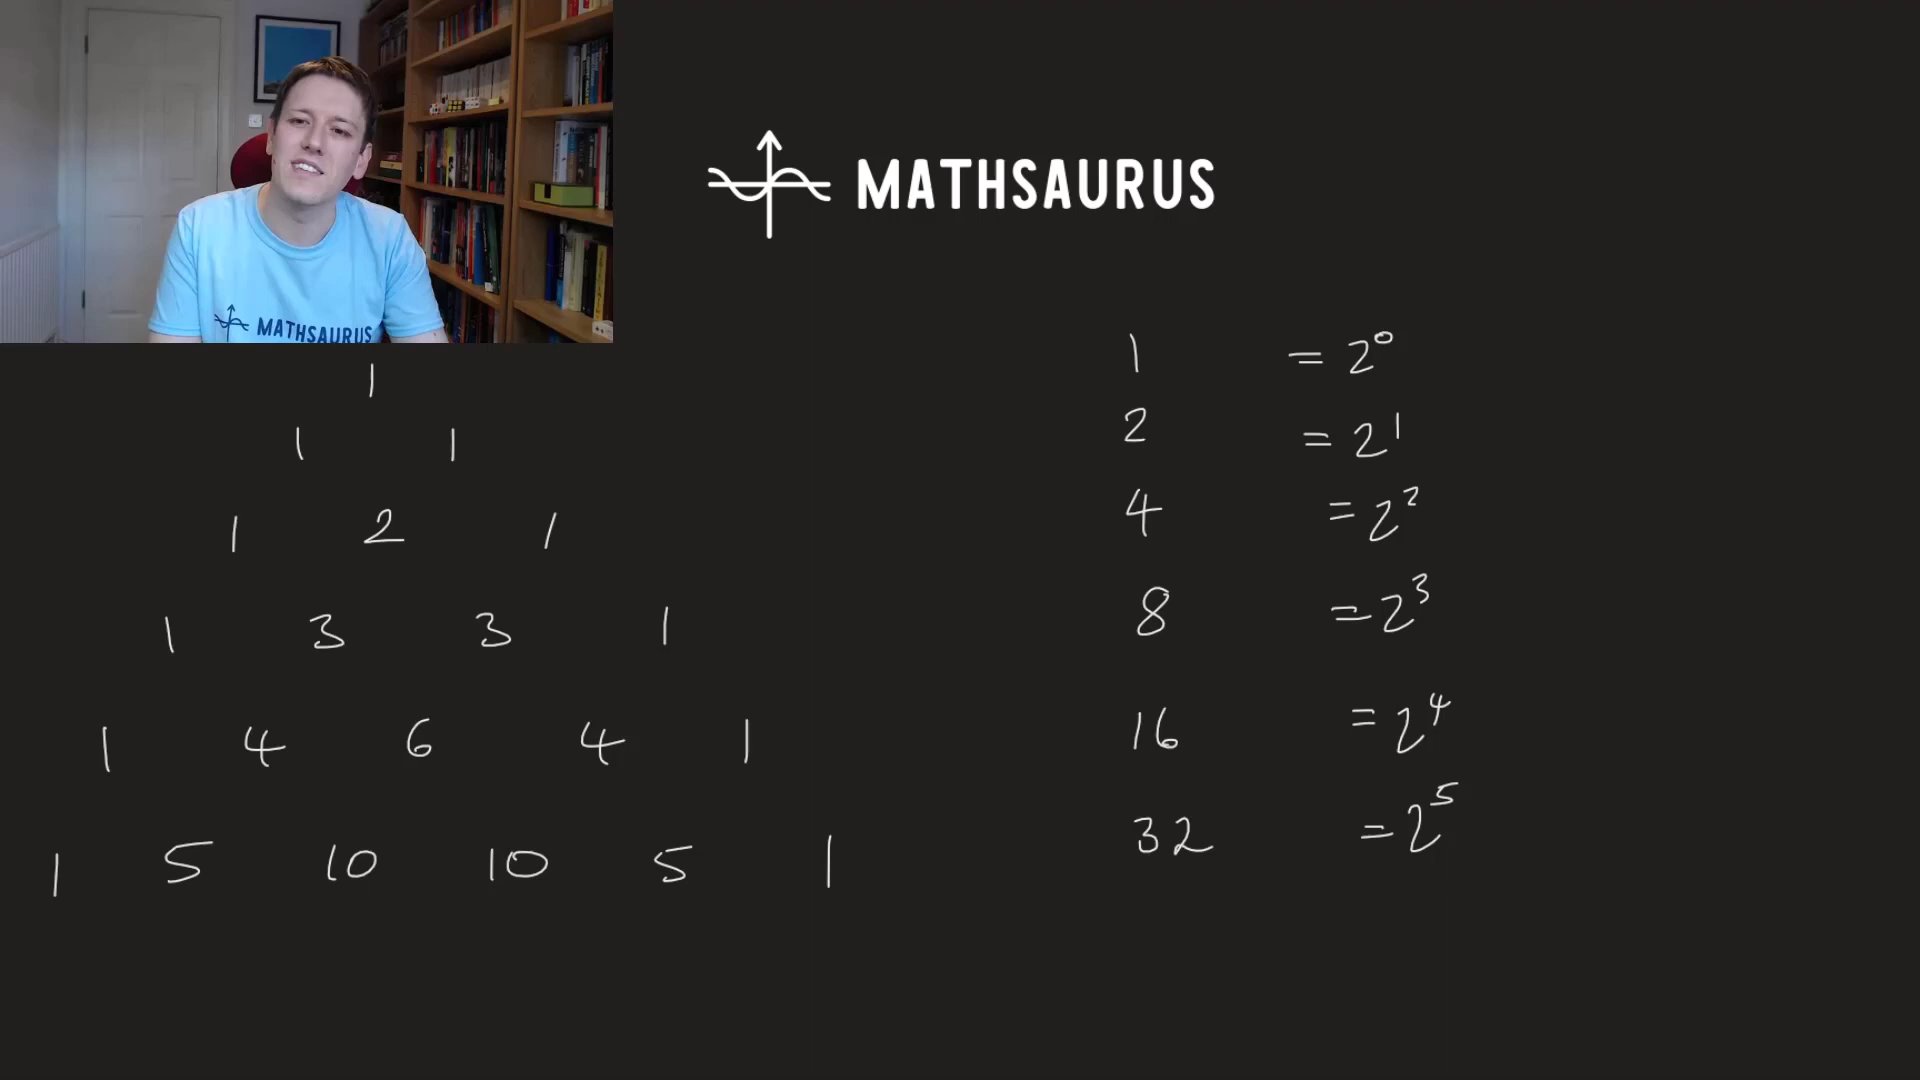 MATHSAURUS
MATHSAURUS
1 1 = 2⁰
1 1 2 = 2¹
1 2 1 4 = 2²
1 3 3 1 8 = 2³
1 4 6 4 1 16 = 2⁴
1 5 10 10 5 1 32 = 2⁵